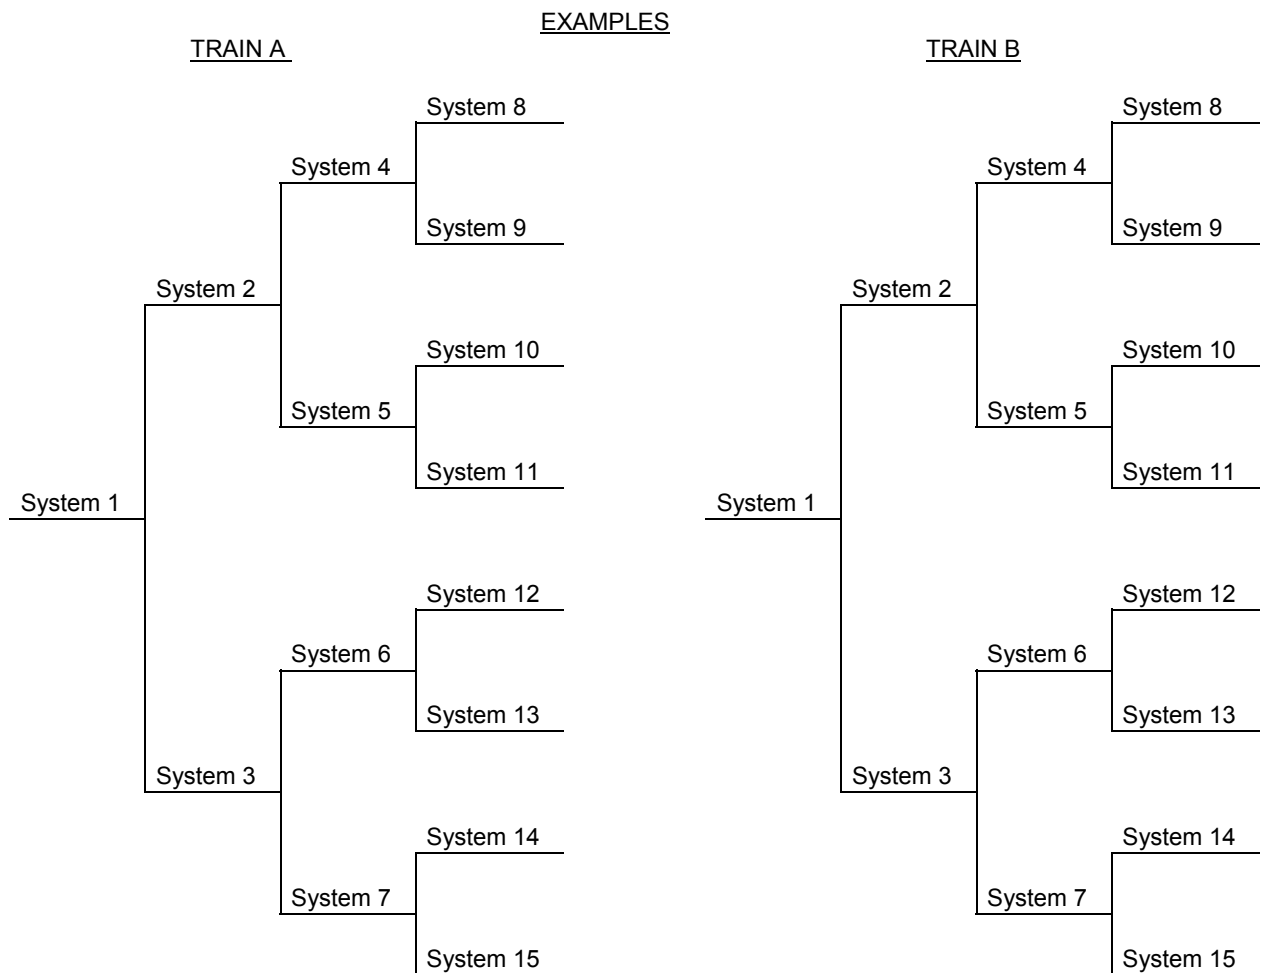 EXAMPLES
TRAIN A
TRAIN B
System 8
System 8
System 4
System 4
System 9
System 9
System 2
System 2
System 10
System 10
System 5
System 5
System 11
System 11
System 1
System 1
System 12
System 12
System 6
System 6
System 13
System 13
System 3
System 3
System 14
System 14
System 7
System 7
System 15
System 15